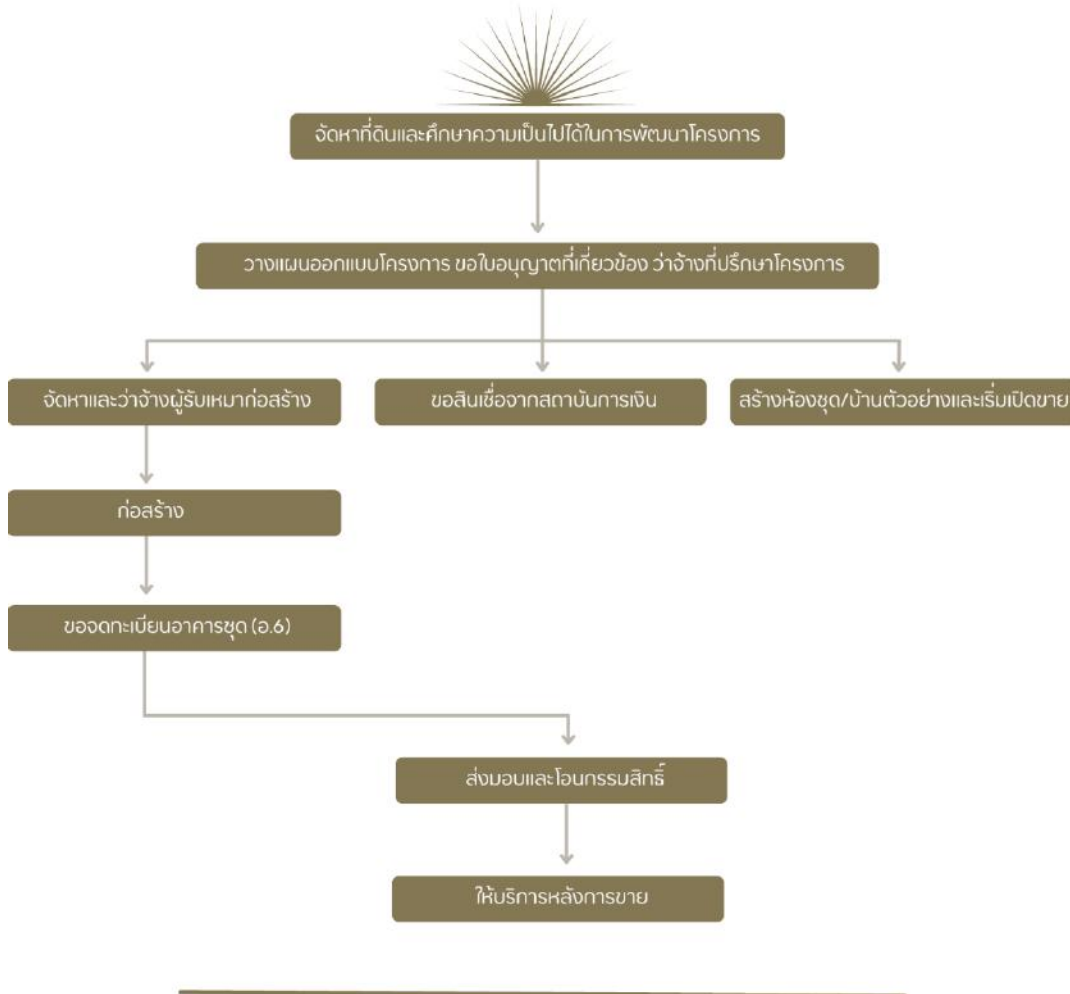 จัดหาที่ดินและศึกษาความเป็นไปได้ในการพัฒนาโครงการ
วางแผนออกแบบโครงการ ขอใบอนุญาตที่เกี่ยวข้อง ว่าจ้างที่ปรึกษาโครงการ
จัดหาและว่าจ้างผู้รับเหมาก่อสร้าง
ขอสินเชื่อจากสถาบันการเงิน
สร้างห้องชุด/บ้านตัวอย่างและเริ่มเปิดขาย
ก่อสร้าง
ขอจดทะเบียนอาคารชุด (อ.6)
ส่งมอบและโอนกรรมสิทธิ์
ให้บริการหลังการขาย